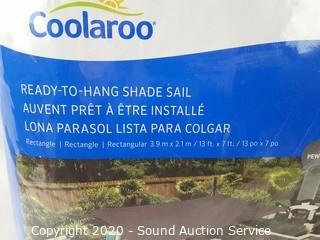 Coolaroo
READY-TO-HANG SHADE SAIL
AUVENT PRÊT À ÊTRE INSTALLÉ
LONA PARASOL LISTA PARA COLGAR
Rectangle | Rectangle | Rectangular 3.9 m x 2.1 m / 13 ft. x 7 ft. / 13 po x 7 po
PEW
Copyright 2020 - Sound Auction Service